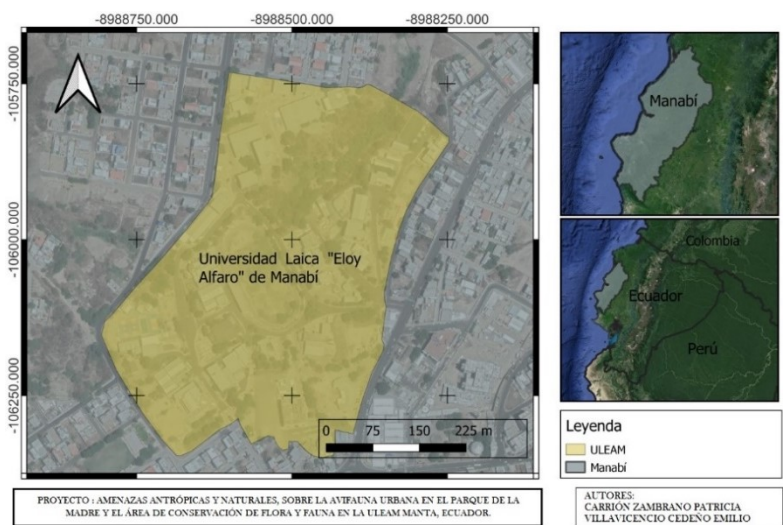 -8988750.000
-8988500.000
-8988250.000
-105750.000
-106000.000
-106250.000
Universidad Laica "Eloy
Alfaro" de Manabí
0 75 150 225 m
Manabí
Colombia
Ecuador
Perú
Leyenda
ULEAM
Manabí
PROYECTO : AMENAZAS ANTRÓPICAS Y NATURALES, SOBRE LA AVIFAUNA URBANA EN EL PARQUE DE LA
MADRE Y EL ÁREA DE CONSERVACIÓN DE FLORA Y FAUNA EN LA ULEAM MANTA, ECUADOR.
AUTORES:
CARRIÓN ZAMBRANO PATRICIA
VILLAVICENCIO CEDEÑO EMILIO